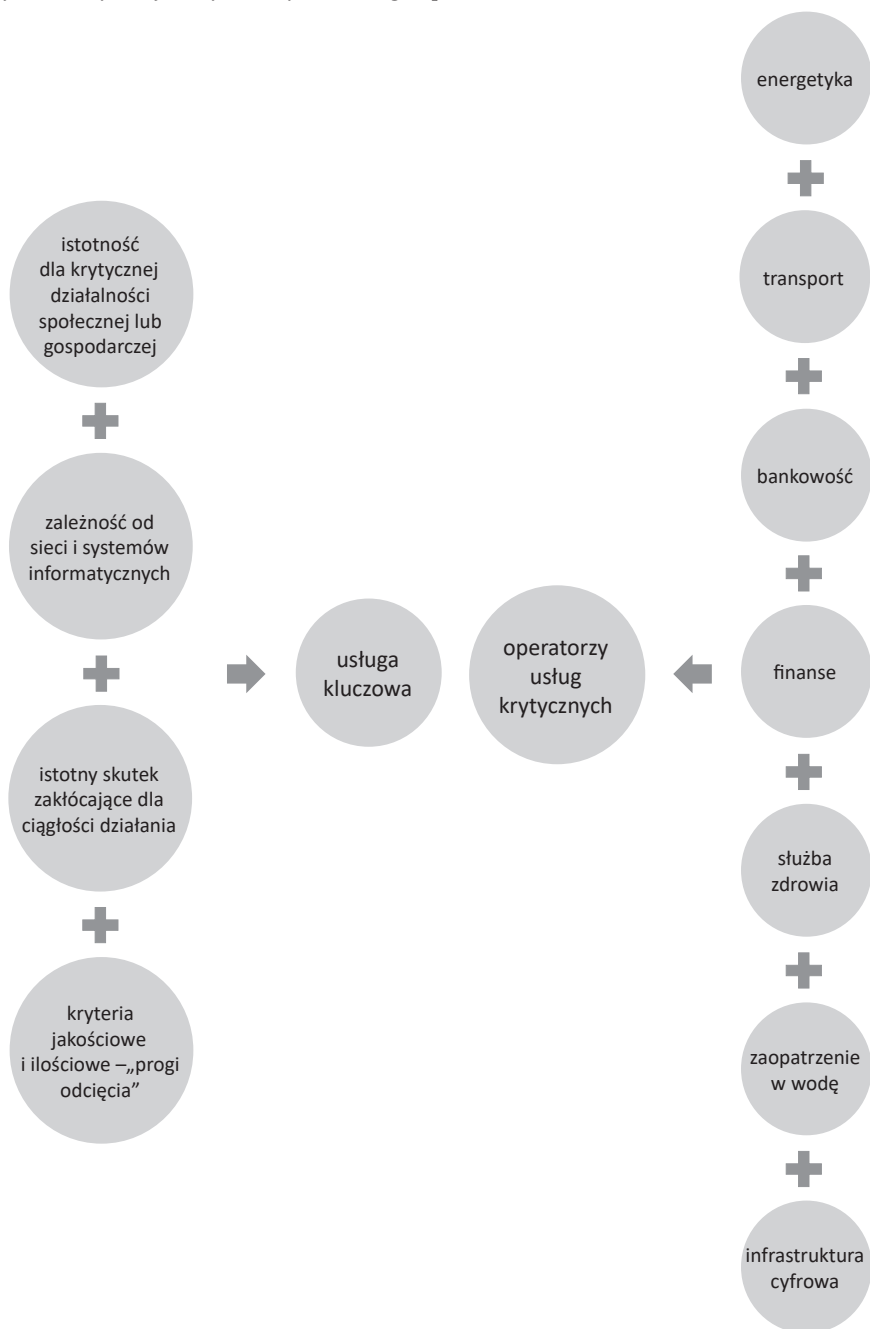 istotność
dla krytycznej
działalności
społecznej lub
gospodarczej
zależność od
sieci i systemów
informatycznych
istotny skutek
zakłócające dla
ciągłości działania
kryteria
jakościowe
i ilościowe –„progi
odcięcia”
usługa
kluczowa
operatorzy
usług
krytycznych
energetyka
transport
bankowość
finanse
służba
zdrowia
zaopatrzenie
w wodę
infrastruktura
cyfrowa